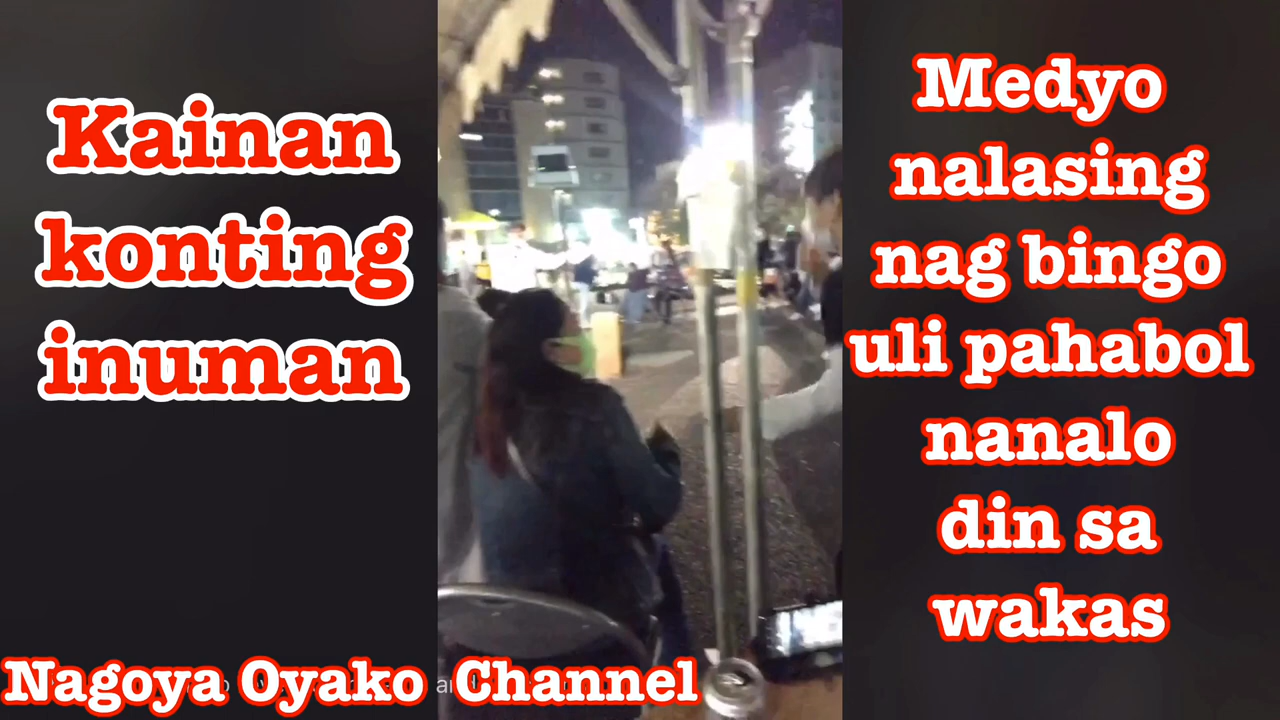 Kainan
konting
inuman
Medyo
nalasing
nag bingo
uli pahabol
nanalo
din sa
wakas
Nagoya Oyako Channel